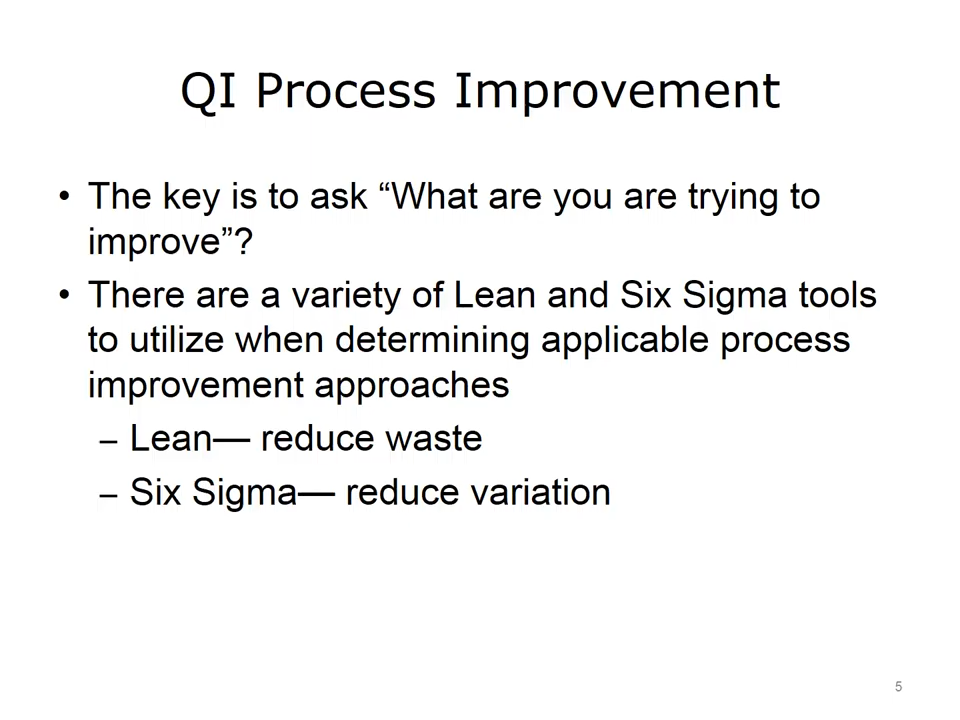 QI Process Improvement
• The key is to ask “What are you are trying to
improve”?
• There are a variety of Lean and Six Sigma tools
to utilize when determining applicable process
improvement approaches
– Lean— reduce waste
– Six Sigma— reduce variation
5